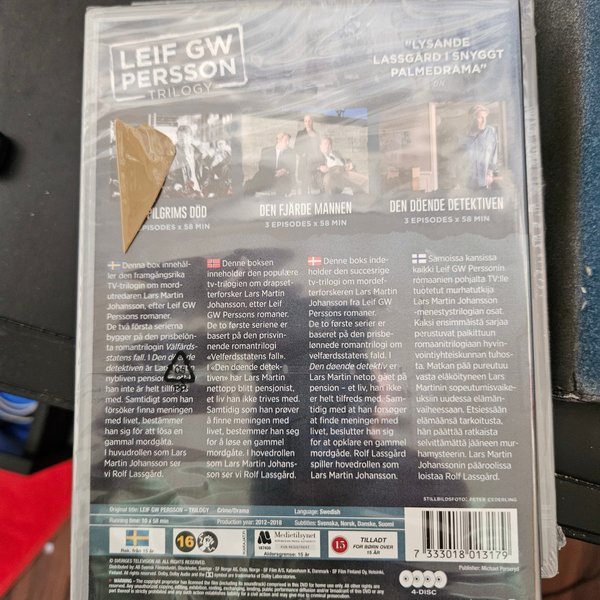 LEIF GW
PERSSON
TRILOGY
"LYSANDE
LASSGÅRD I SNYGGT
PALMEDRAMA"
DN
PILGRIMS DÖD
EPISODES x 58 MIN
DEN FJÄRDE MANNEN
3 EPISODES x 58 MIN
DEN DÖENDE DETEKTIVEN
3 EPISODES x 58 MIN
Denna box innehål-
ler den framgångsrika
TV-trilogin om mord-
utredaren Lars Martin
Johansson, efter Leif GW
Perssons romaner.
De två första serierna
bygger på den prisbelön-
ta romantrilogin Välfärds-
statens fall. I Den döende
detektiven är Lars Martin
nybliven pensionär
han inte är helt tillfreds
med. Samtidigt som han
försöker finna meningen
med livet, bestämmer
han sig för att lösa en
gammal mordgåta.
I huvudrollen som
Lars Martin Johansson ser
vi Rolf Lassgård.
Denne boksen
inneholder den populære
tv-trilogien om drapset-
terforsker Lars Martin
Johansson, etter Leif GW
Perssons romaner.
De to første seriene er
basert på den prisvin-
nende romantrilogi
«Velferdsstatens fall».
I «Den døende detek-
tiven» har Lars Martin
nettopp blitt pensjonist,
et liv han ikke trives med.
Samtidig som han prøver
å finne meningen med
livet, bestemmer han seg
for å løse en gammel
mordgåte. I hovedrollen
som Lars Martin Johans-
son ser vi Rolf Lassgård.
Denne boks inde-
holder den succesrige
tv-trilogi om mordef-
terforskeren Lars Martin
Johansson fra Leif GW
Perssons romaner.
De to første serier er
baseret på den prisbe-
lønnede romantrilogi om
velfærdsstatens fald. I
Den døende detektiv er
Lars Martin netop gået på
pension – et liv, han ikke
er helt tilfreds med. Sam-
tidig med at han forsøger
at finde meningen med
livet, beslutter han sig
for at opklare en gammel
mordgåde. Rolf Lassgård
spiller hovedrollen som
Lars Martin Johansson.
Samoissa kansissa
kaikki Leif GW Perssonin
romaanien pohjalta TV:lle
tuotetut murhatutkija
Lars Martin Johansson
-menestystrilogian osat.
Kaksi ensimmäistä sarjaa
perustuvat palkittuun
romaanitrilogiaan hyvin-
vointiyhteiskunnan tuhos-
ta. Matkan pää pureutuu
vasta eläköityneen Lars
Martinin sopeutumisvaike-
uksiin uudessa elämän-
vaiheessaan. Etsiessään
elämäänsä tarkoitusta,
hän päättää ratkaista
selvittämättä jääneen mur-
hamysteerin. Lars Martin
Johanssonin pääroolissa
loistaa Rolf Lassgård.
STILLBILDSFOTO: PETER CEDERLING
Original title: LEIF GW PERSSON – TRILOGY
Crime/Drama
Language: Swedish
Running time: 10 x 58 min
Production year: 2012-2018
Subtitles: Svenska, Norsk, Danske, Suomi
Rek. från 15 år
16
Medietilsynet
Aldersgrense: 15 år
15
TILLADT
FOR BØRN OVER
15 ÅR
7 333018 013179
4-DISC